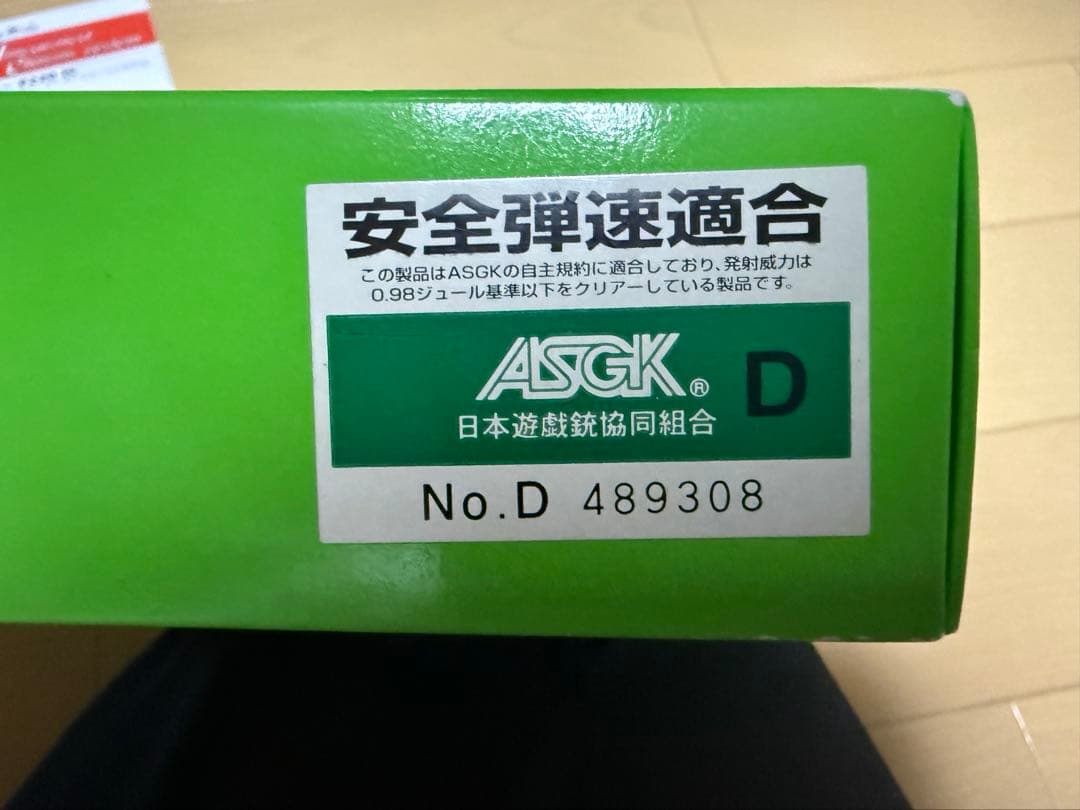 安全弾速適合
この製品はASGKの自主規約に適合しており、発射威力は
0.98ジュール基準以下をクリアーしている製品です。
ASGK® D
日本遊戯銃協同組合
No.D 489308